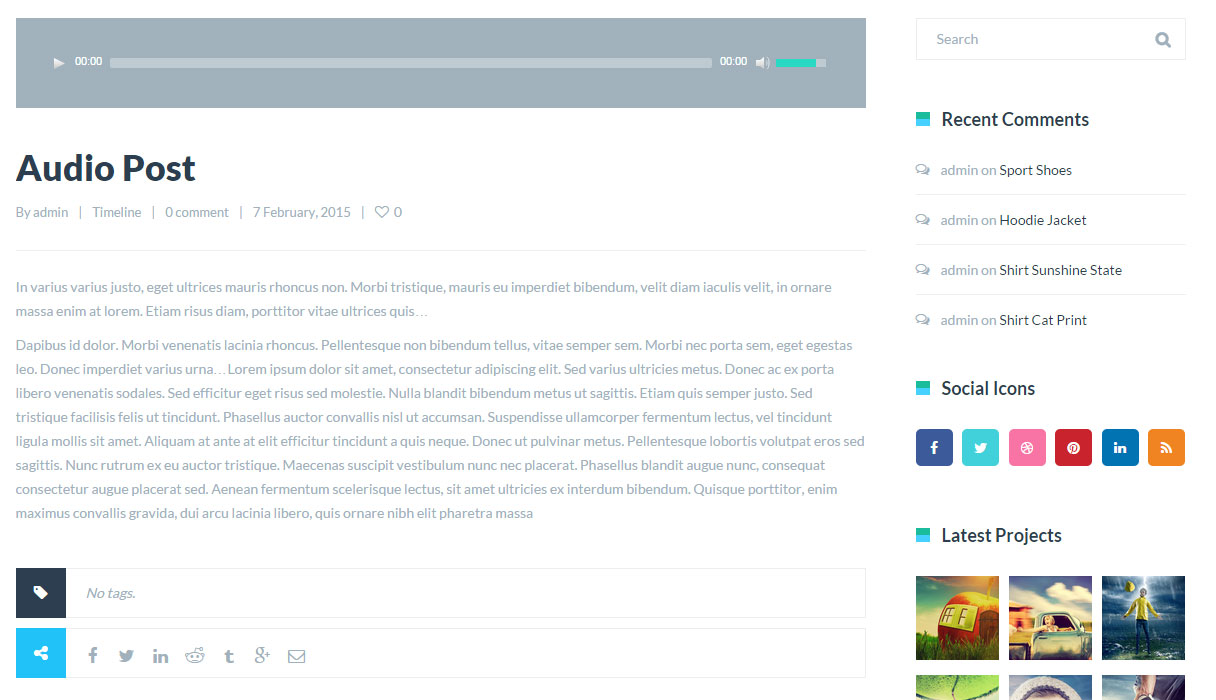 00:00 00:00
Audio Post
By admin | Timeline | 0 comment | 7 February, 2015 | 0
In varius varius justo, eget ultrices mauris rhoncus non. Morbi tristique, mauris eu imperdiet bibendum, velit diam iaculis velit, in ornare
massa enim at lorem. Etiam risus diam, porttitor vitae ultrices quis…
Dapibus id dolor. Morbi venenatis lacinia rhoncus. Pellentesque non bibendum tellus, vitae semper sem. Morbi nec porta sem, eget egestas
leo. Donec imperdiet varius urna…Lorem ipsum dolor sit amet, consectetur adipiscing elit. Sed varius ultricies metus. Donec ac ex porta
libero venenatis sodales. Sed efficitur eget risus sed molestie. Nulla blandit bibendum metus ut sagittis. Etiam quis semper justo. Sed
tristique facilisis felis ut tincidunt. Phasellus auctor convallis nisl ut accumsan. Suspendisse ullamcorper fermentum lectus, vel tincidunt
ligula mollis sit amet. Aliquam at ante at elit efficitur tincidunt a quis neque. Donec ut pulvinar metus. Pellentesque lobortis volutpat eros sed
sagittis. Nunc rutrum ex eu auctor tristique. Maecenas suscipit vestibulum nunc nec placerat. Phasellus blandit augue nunc, consequat
consectetur augue placerat sed. Aenean fermentum scelerisque lectus, sit amet ultricies ex interdum bibendum. Quisque porttitor, enim
maximus convallis gravida, dui arcu lacinia libero, quis ornare nibh elit pharetra massa
No tags.
Search
Recent Comments
admin on Sport Shoes
admin on Hoodie Jacket
admin on Shirt Sunshine State
admin on Shirt Cat Print
Social Icons
Latest Projects